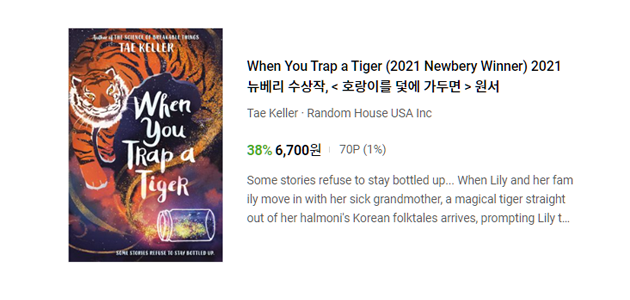 Author of THE SCIENCE OF BREAKABLE THINGS
TAE KELLER
When
You
Trap a
Tiger
SOME STORIES REFUSE TO STAY BOTTLED UP.
When You Trap a Tiger (2021 Newbery Winner) 2021
뉴베리 수상작, < 호랑이를 덫에 가두면 > 원서
Tae Keller · Random House USA Inc
38% 6,700원 70P (1%)
Some stories refuse to stay bottled up... When Lily and her fam
ily move in with her sick grandmother, a magical tiger straight
out of her halmoni's Korean folktales arrives, prompting Lily t...